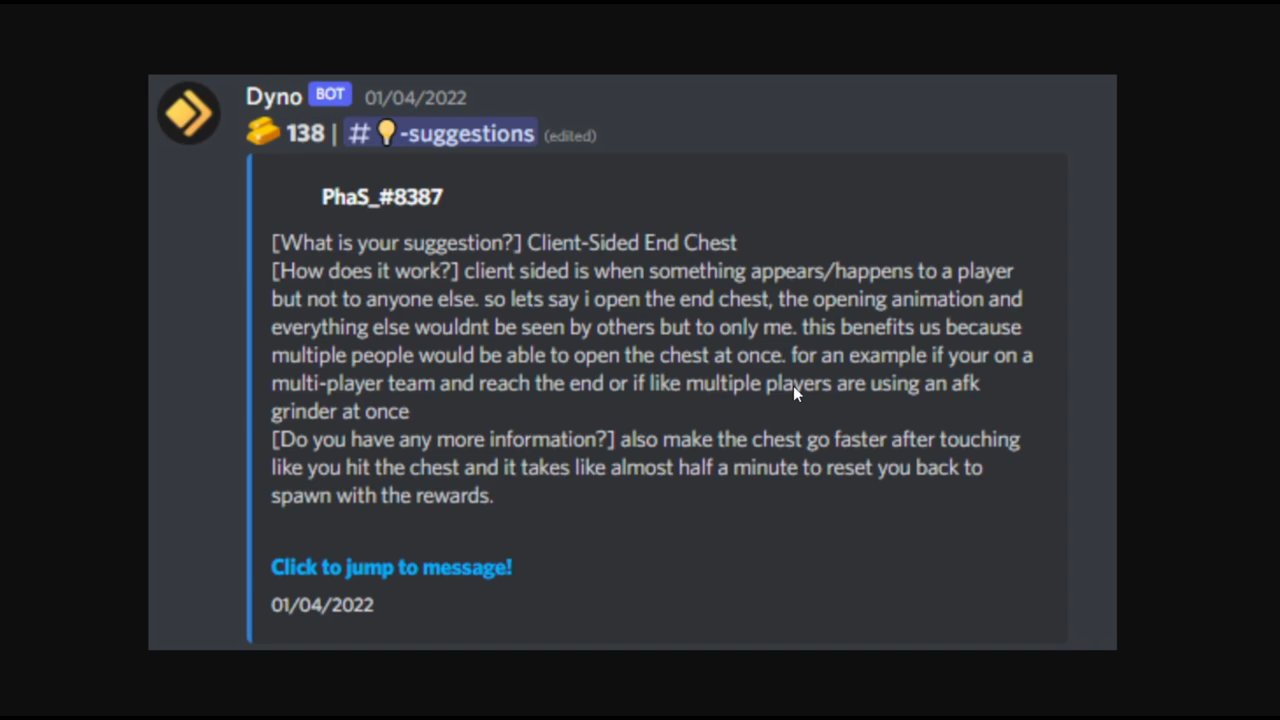 Dyno BOT 01/04/2022
138 | #💡-suggestions (edited)
PhaS_#8387
[What is your suggestion?] Client-Sided End Chest
[How does it work?] client sided is when something appears/happens to a player
but not to anyone else. so lets say i open the end chest, the opening animation and
everything else wouldnt be seen by others but to only me. this benefits us because
multiple people would be able to open the chest at once. for an example if your on a
multi-player team and reach the end or if like multiple players are using an afk
grinder at once
[Do you have any more information?] also make the chest go faster after touching
like you hit the chest and it takes like almost half a minute to reset you back to
spawn with the rewards.
Click to jump to message!
01/04/2022